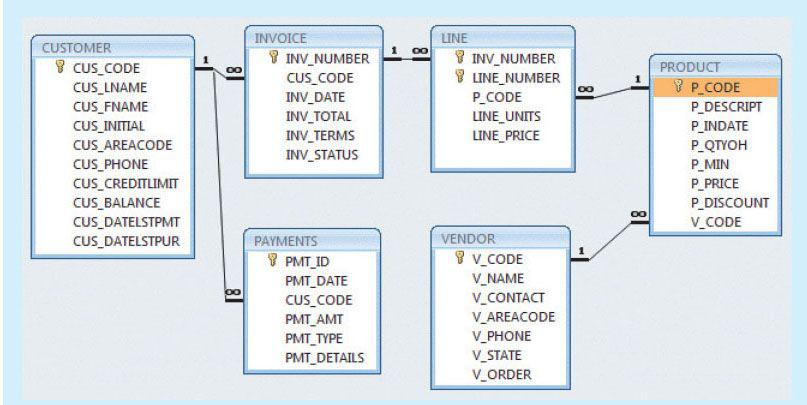 CUSTOMER
CUS_CODE
CUS_LNAME
CUS_FNAME
CUS_INITIAL
CUS_AREACODE
CUS_PHONE
CUS_CREDITLIMIT
CUS_BALANCE
CUS_DATELSTPMT
CUS_DATELSTPUR
1
∞
∞
INVOICE
INV_NUMBER
CUS_CODE
INV_DATE
INV_TOTAL
INV_TERMS
INV_STATUS
1
∞
LINE
INV_NUMBER
LINE_NUMBER
P_CODE
LINE_UNITS
LINE_PRICE
∞
1
PRODUCT
P_CODE
P_DESCRIPT
P_INDATE
P_QTYOH
P_MIN
P_PRICE
P_DISCOUNT
V_CODE
PAYMENTS
PMT_ID
PMT_DATE
CUS_CODE
PMT_AMT
PMT_TYPE
PMT_DETAILS
VENDOR
V_CODE
V_NAME
V_CONTACT
V_AREACODE
V_PHONE
V_STATE
V_ORDER
1
∞